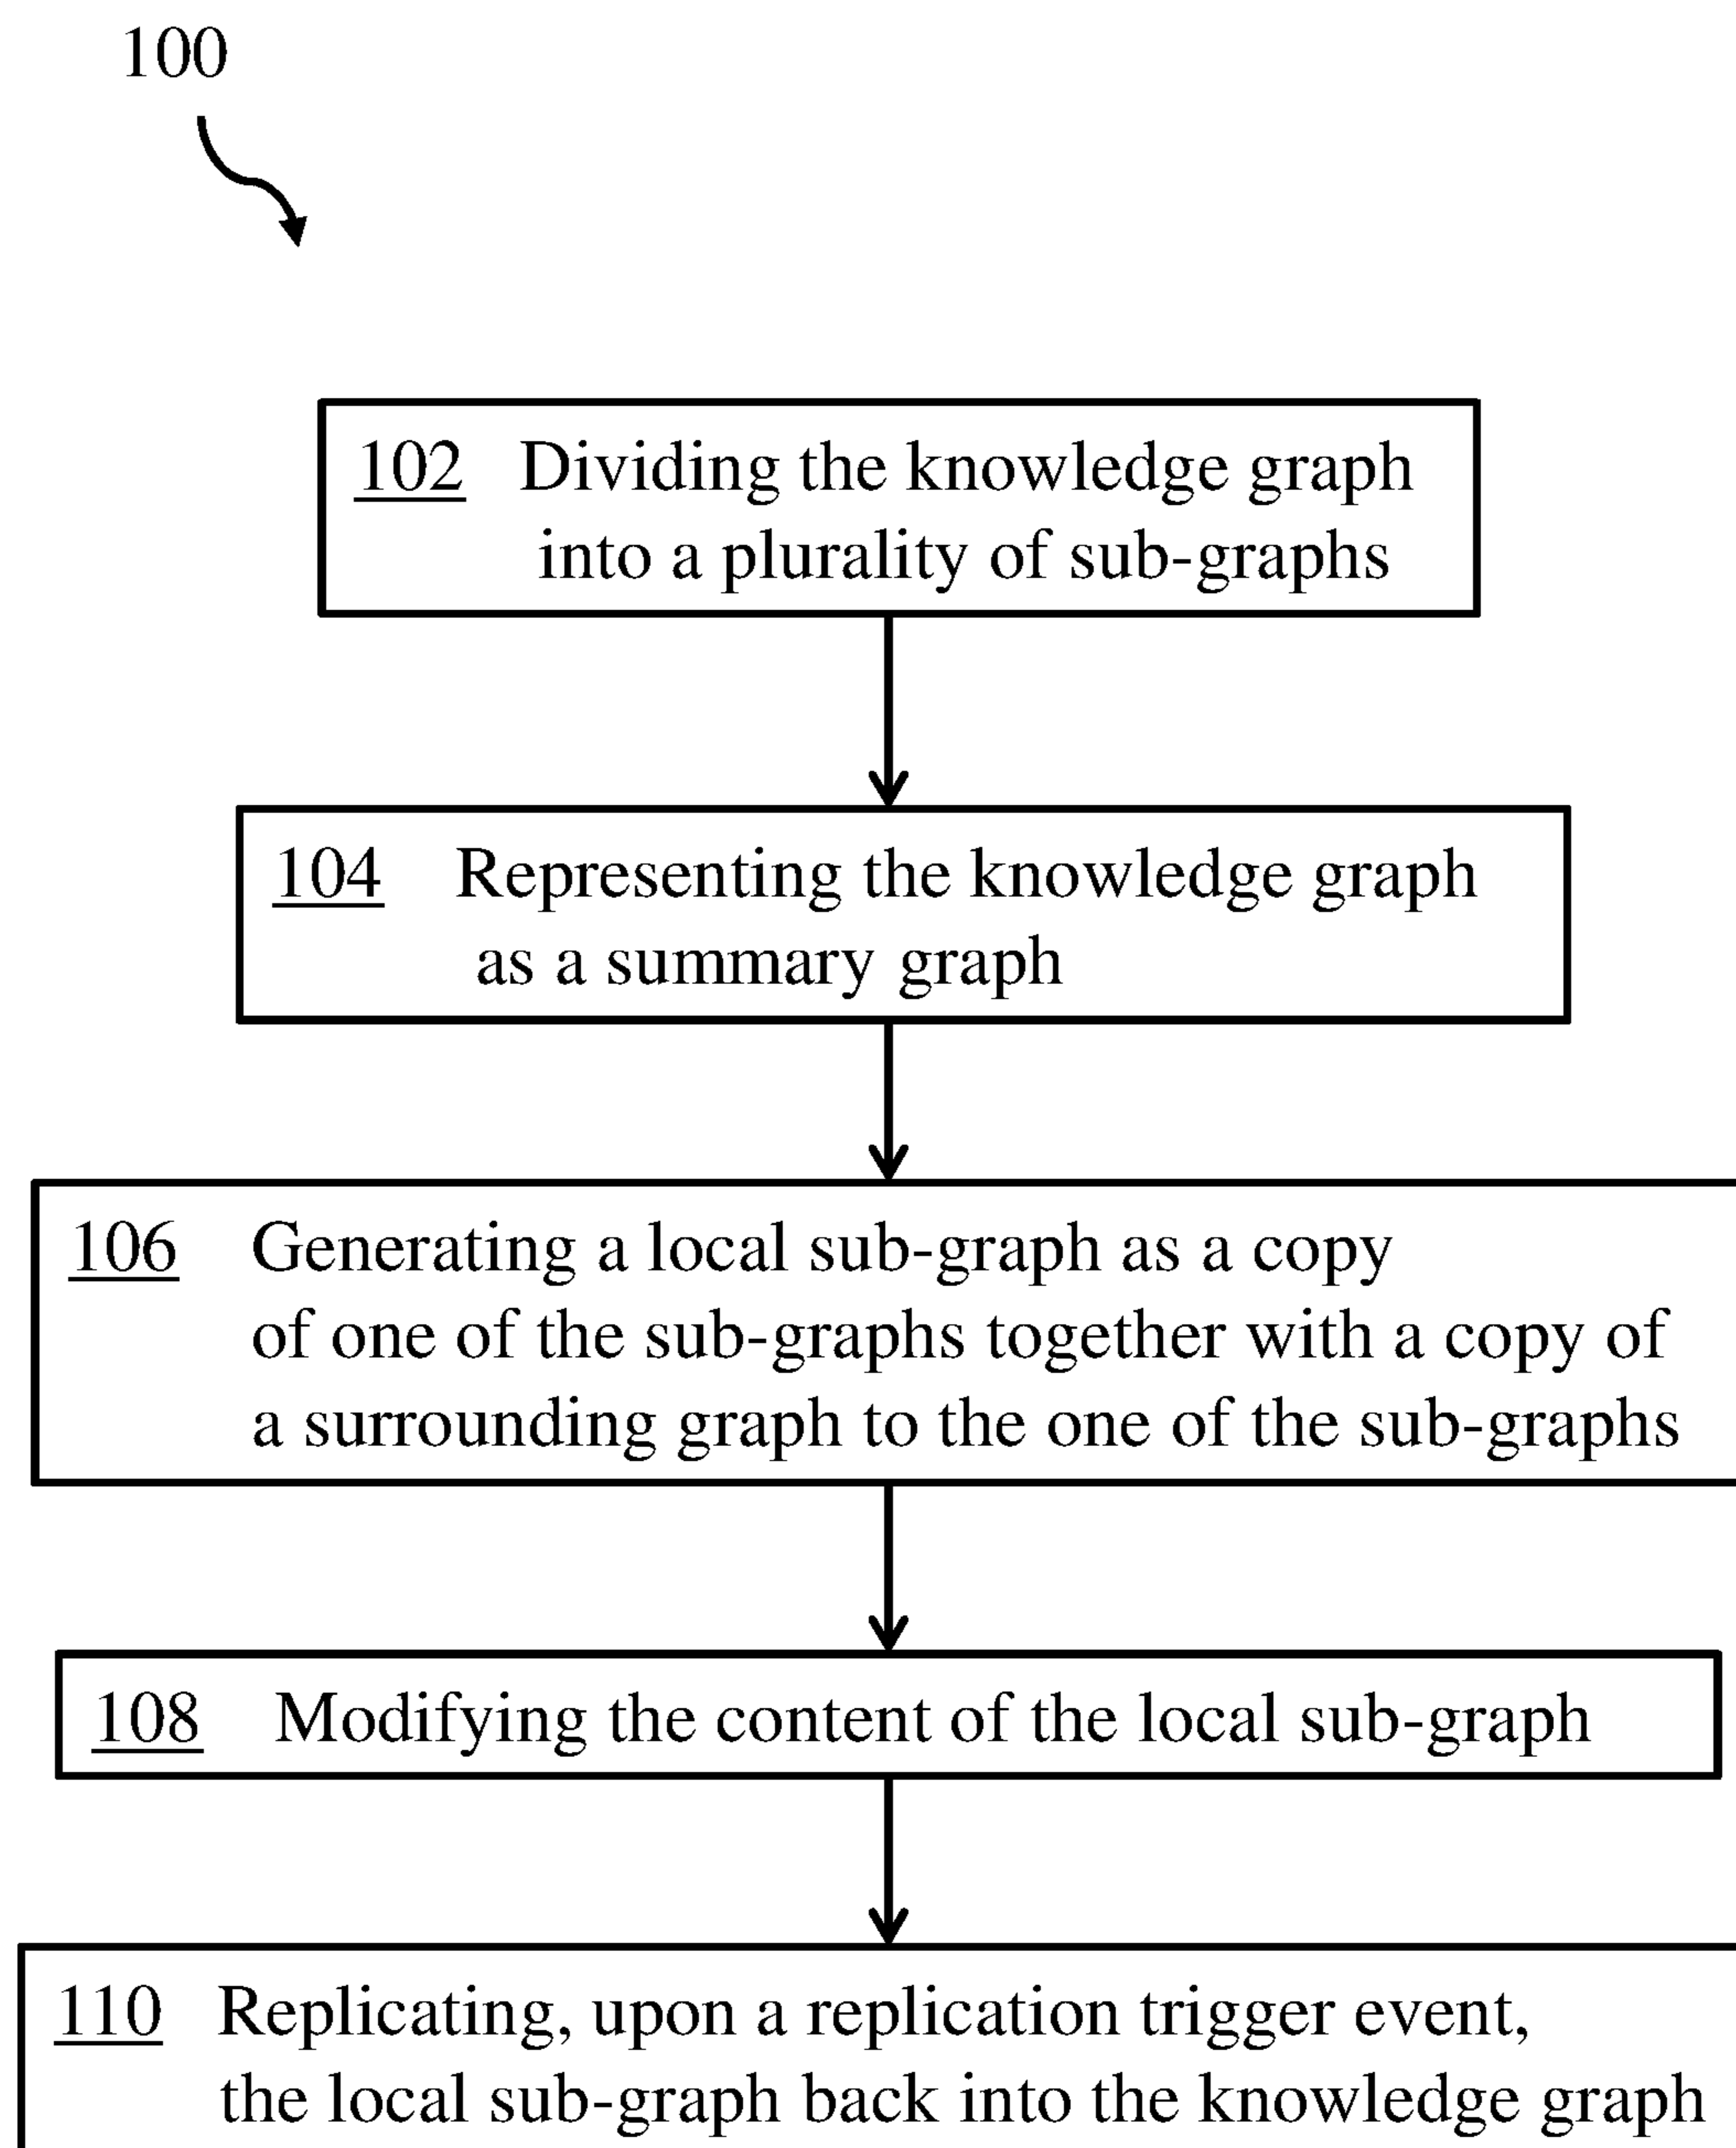 100
102 Dividing the knowledge graph
into a plurality of sub-graphs
104 Representing the knowledge graph
as a summary graph
106 Generating a local sub-graph as a copy
of one of the sub-graphs together with a copy of
a surrounding graph to the one of the sub-graphs
108 Modifying the content of the local sub-graph
110 Replicating, upon a replication trigger event,
the local sub-graph back into the knowledge graph